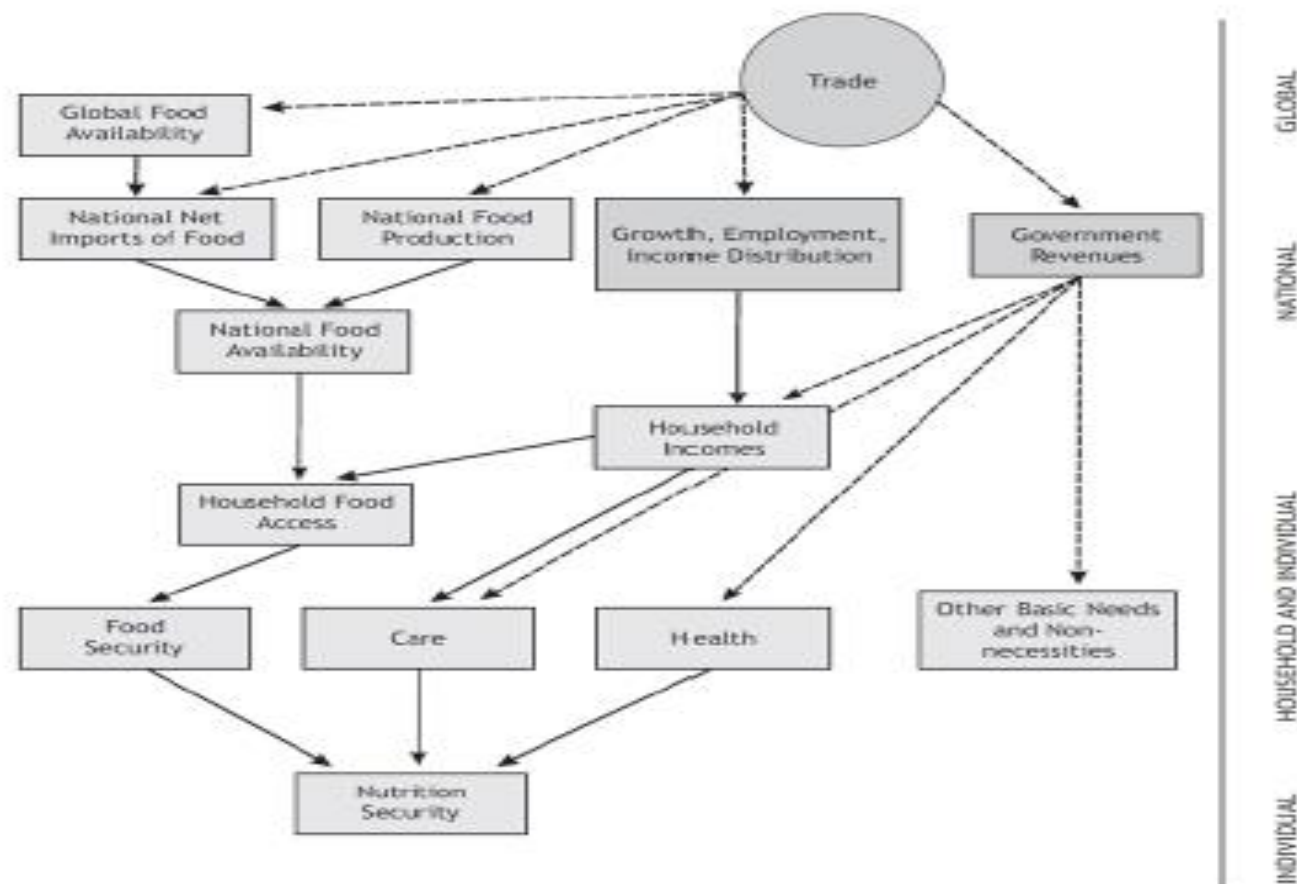 Trade
Global Food
Availability
National Net
Imports of Food
National Food
Production
Growth, Employment,
Income Distribution
Government
Revenues
National Food
Availability
Household
Incomes
Household Food
Access
Food
Security
Care
Health
Other Basic Needs
and Non-
necessities
Nutrition
Security
GLOBAL
NATIONAL
HOUSEHOLD AND INDIVIDUAL
INDIVIDUAL